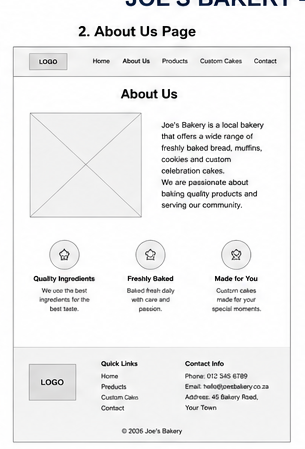 JOE'S BAKERY -
2. About Us Page
LOGO
Home About Us Products Custom Cakes Contact
About Us
Joe's Bakery is a local bakery
that offers a wide range of
freshly baked bread, muffins,
cookies and custom
celebration cakes.
We are passionate about
baking quality products and
serving our community.
Quality Ingredients
We use the best
ingredients for the
best taste.
Freshly Baked
Baked fresh daily
with care and
passion.
Made for You
Custom cakes
made for your
special moments.
LOGO
Quick Links
Home
Products
Custom Cake
Contact
Contact Info
Phone: 012 345 6789
Email: hello@joesbakery.co.za
Address: 45 Bakery Road,
Your Town
© 2036 Joe's Bakery